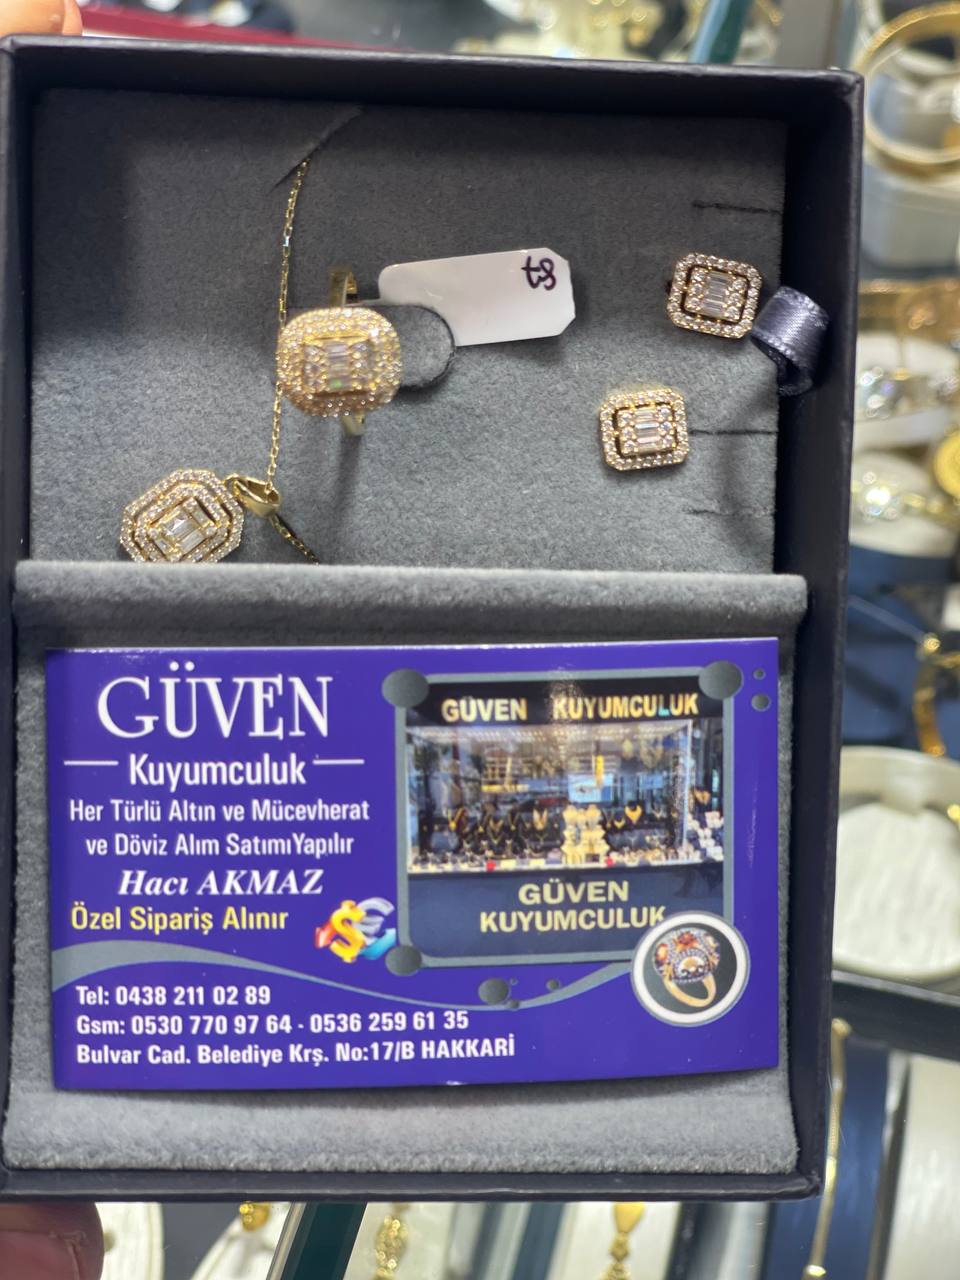 87
GÜVEN
Kuyumculuk
Her Türlü Altın ve Mücevherat
ve Döviz Alım SatımıYapılır
Hacı AKMAZ
Özel Sipariş Alınır
Tel: 0438 211 02 89
Gsm: 0530 770 97 64 - 0536 259 61 35
Bulvar Cad. Belediye Krş. No:17/B HAKKARİ
GÜVEN KUYUMCULUK
GÜVEN
KUYUMCULUK